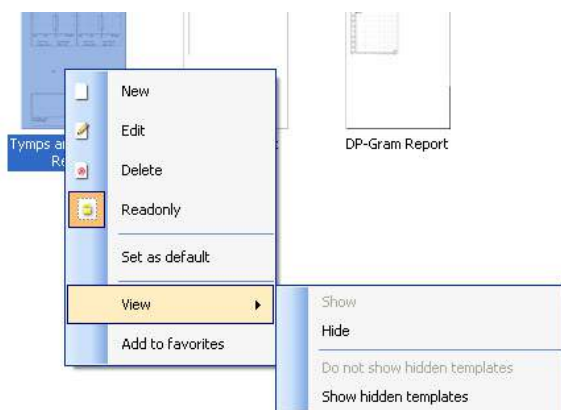 New
Edit
Tymps a
Re
DP-Gram Report
Delete
Readonly
Set as default
View
Show
Hide
Add to favorites
Do not show hidden templates
Show hidden templates